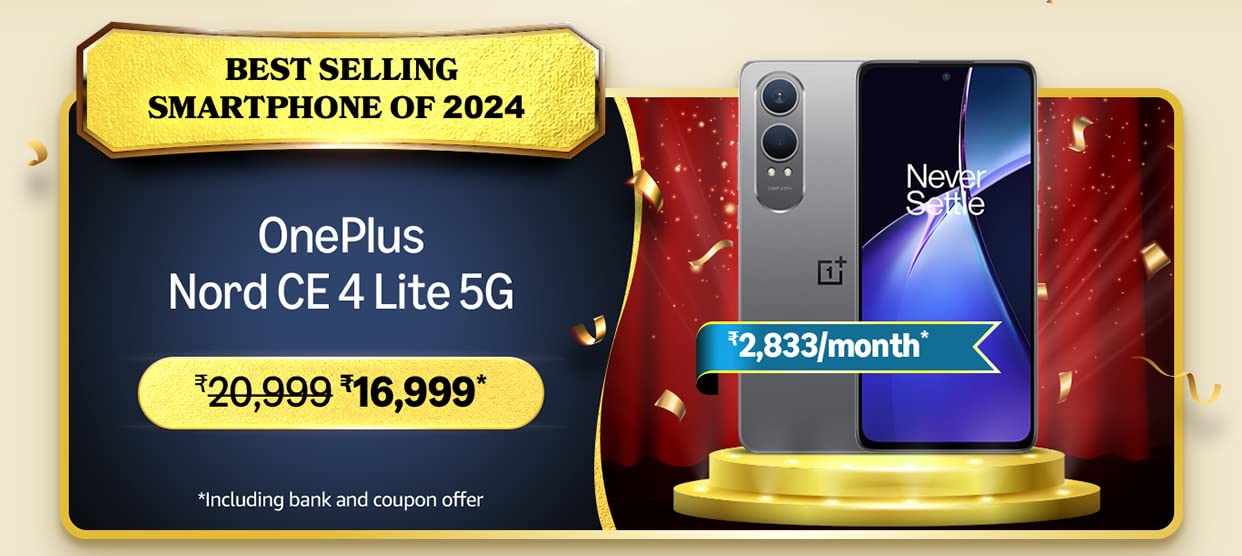 BEST SELLING
SMARTPHONE OF 2024
OnePlus
Nord CE 4 Lite 5G
₹20,999 ₹16,999*
*Including bank and coupon offer
Never
Settle
₹2,833/month*